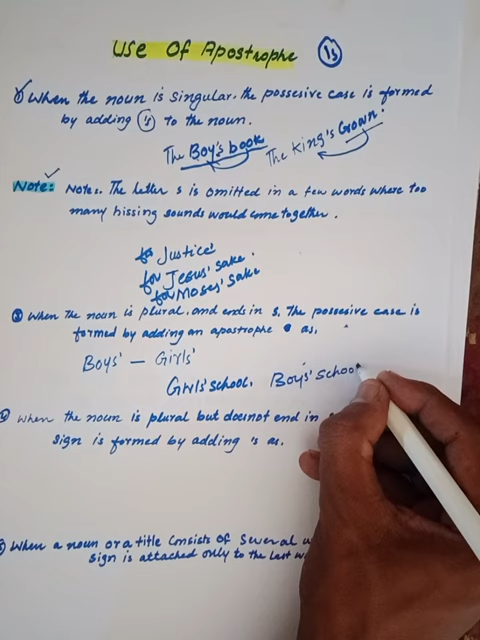 Use Of Apostrophe 's
When the noun is singular. the possesive case is formed
by adding 's to the noun.
The Boy's book The King's Crown.
Note: Note:. The letter s is omitted in a few words where too
many hissing sounds would come together.
for Justice'
for Jesus' sake.
for Moses' sake
When the noun is plural. and ends in s, the possesive case is
formed by adding an apostrophe as,
Boys' — Girls'
Girls' school. Boys' school
When the noun is plural but doesnot end in
sign is formed by adding 's as.
When a noun or a title consists of several
sign is attached only to the last